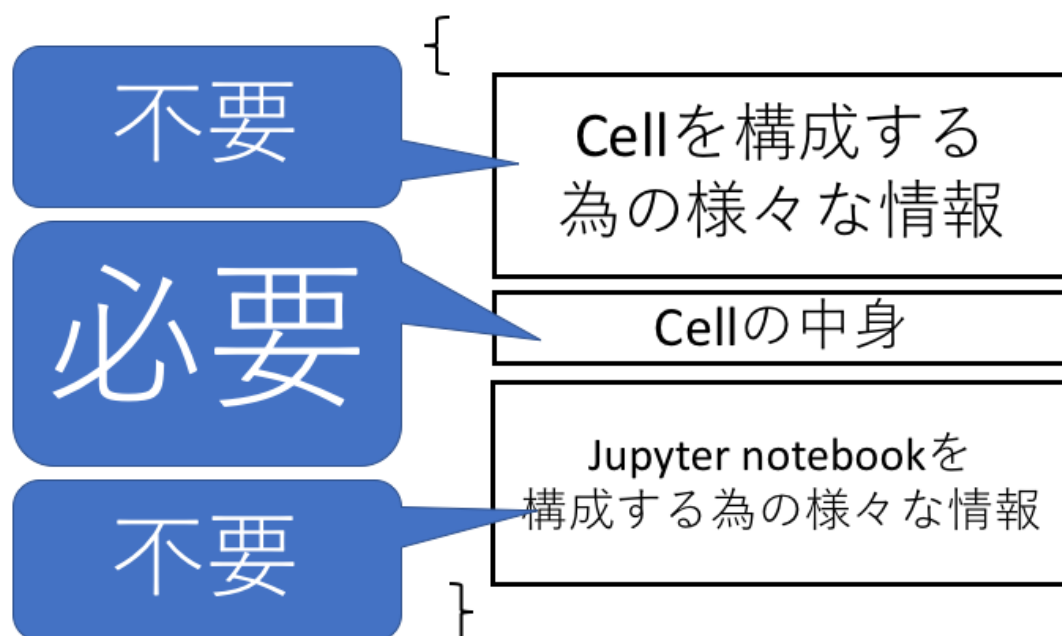 {
不要
Cellを構成する
為の様々な情報
必要
Cellの中身
不要
Jupyter notebookを
構成する為の様々な情報
}